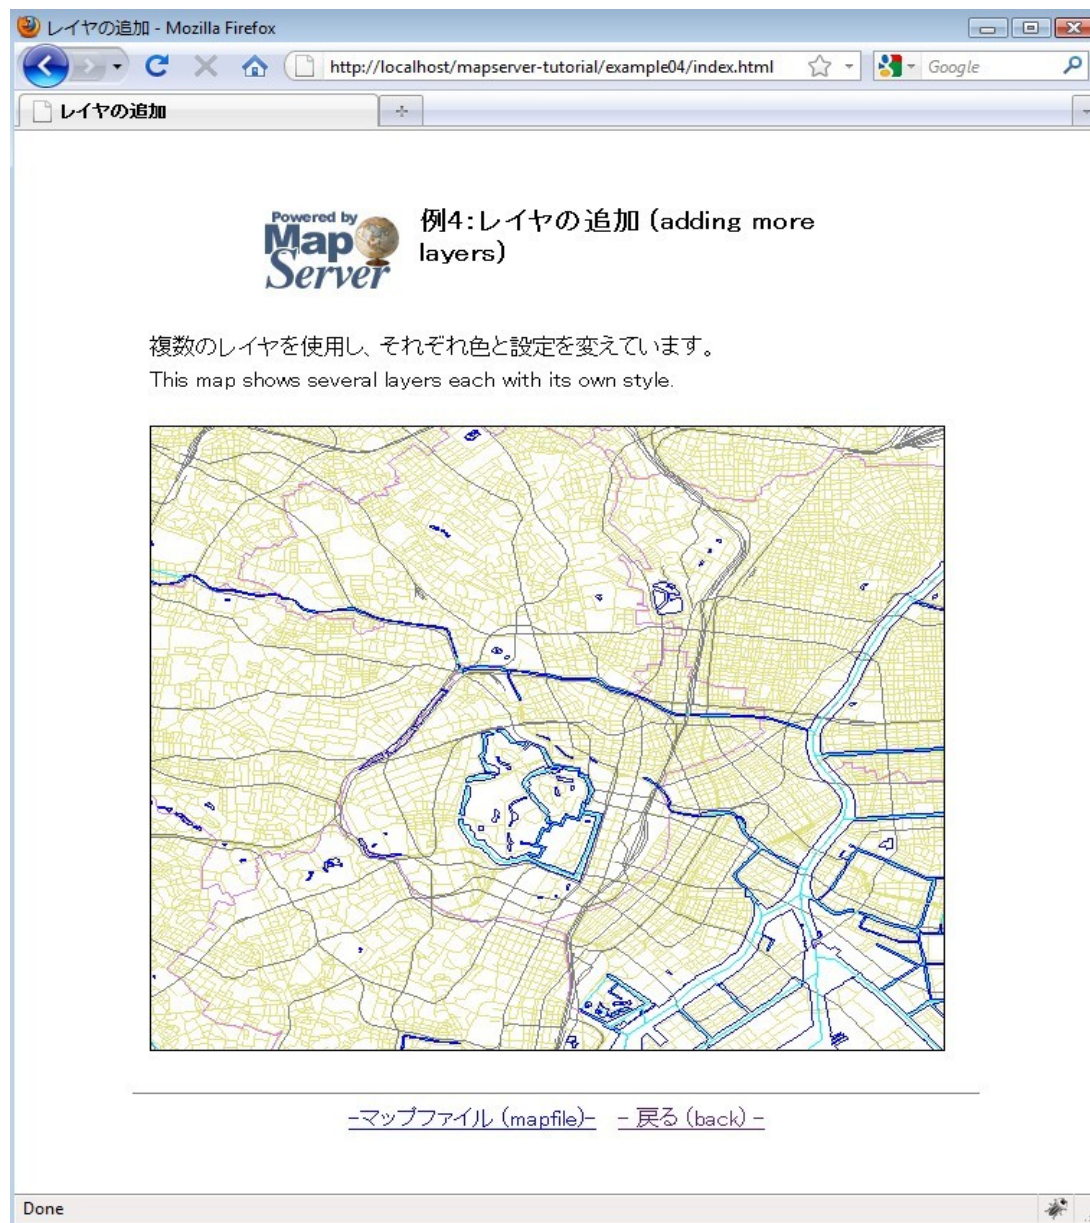 レイヤの追加 - Mozilla Firefox
http://localhost/mapserver-tutorial/example04/index.html
Google
レイヤの追加
Powered by
Map
Server
例4:レイヤの追加 (adding more
layers)
複数のレイヤを使用し、それぞれ色と設定を変えています。
This map shows several layers each with its own style.
-マップファイル (mapfile)- - 戻る (back) -
Done